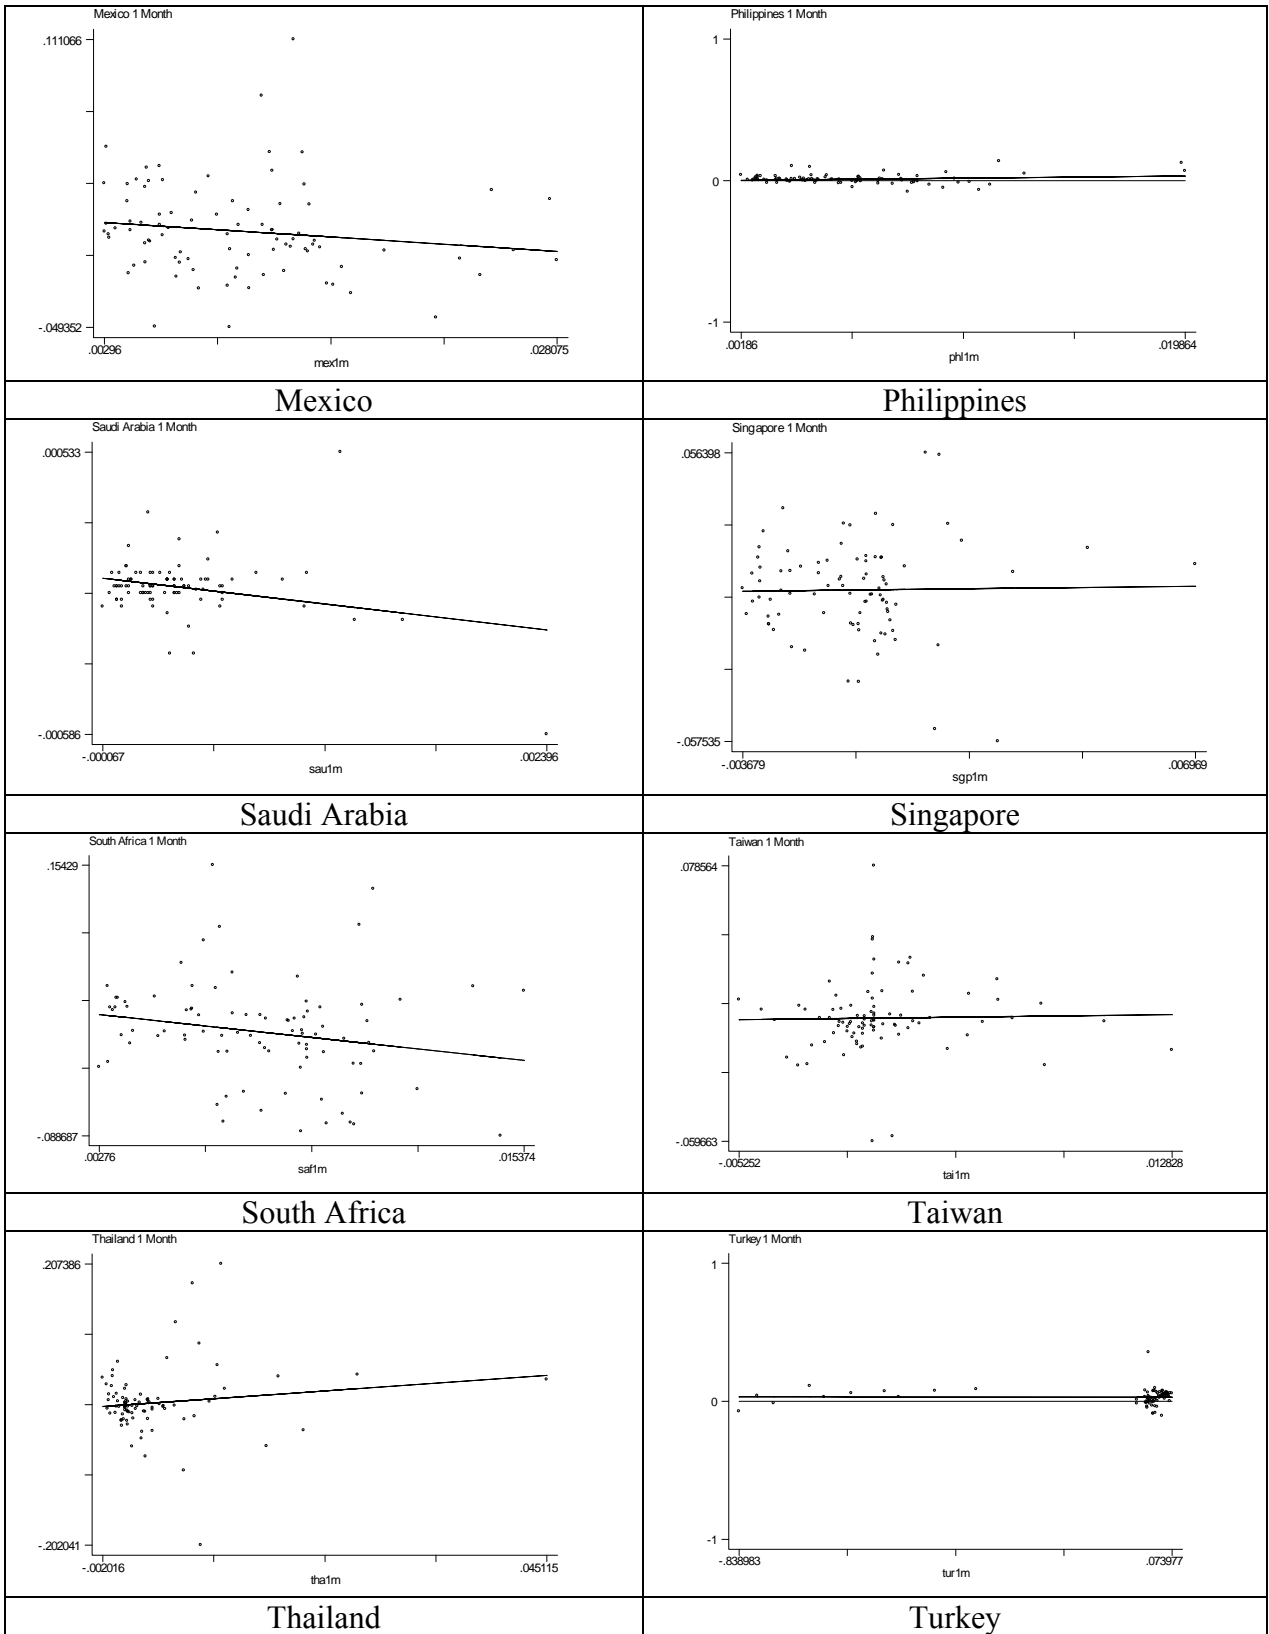 Mexico 1 Month
.111066
-.049352
.00296
.028075
mex1m
Mexico
Philippines 1 Month
1
0
-1
.00186
.019864
phl1m
Philippines
Saudi Arabia 1 Month
.000533
-.000586
-.000067
.002396
sau1m
Saudi Arabia
Singapore 1 Month
.056398
-.057535
-.003679
.006969
sgp1m
Singapore
South Africa 1 Month
.15429
-.088687
.00276
.015374
saf1m
South Africa
Taiwan 1 Month
.078564
-.059663
-.005252
.012828
tai1m
Taiwan
Thailand 1 Month
.207386
-.202041
-.002016
.045115
tha1m
Thailand
Turkey 1 Month
1
0
-1
-.838983
.073977
tur1m
Turkey